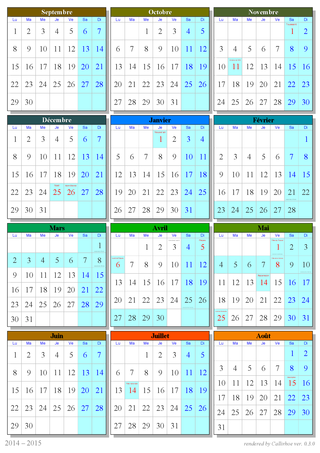 Septembre
Lu Ma Me Je Ve Sa Di
1 2 3 4 5 6 7
8 9 10 11 12 13 14
15 16 17 18 19 20 21
22 23 24 25 26 27 28
29 30
Octobre
Lu Ma Me Je Ve Sa Di
1 2 3 4 5
6 7 8 9 10 11 12
13 14 15 16 17 18 19
20 21 22 23 24 25 26
27 28 29 30 31
Novembre
Lu Ma Me Je Ve Sa Di
1 2
3 4 5 6 7 8 9
10 11 12 13 14 15 16
17 18 19 20 21 22 23
24 25 26 27 28 29 30
Décembre
Lu Ma Me Je Ve Sa Di
1 2 3 4 5 6 7
8 9 10 11 12 13 14
15 16 17 18 19 20 21
22 23 24 25 26 27 28
29 30 31
Janvier
Lu Ma Me Je Ve Sa Di
1 2 3 4
5 6 7 8 9 10 11
12 13 14 15 16 17 18
19 20 21 22 23 24 25
26 27 28 29 30 31
Février
Lu Ma Me Je Ve Sa Di
1
2 3 4 5 6 7 8
9 10 11 12 13 14 15
16 17 18 19 20 21 22
23 24 25 26 27 28
Mars
Lu Ma Me Je Ve Sa Di
1
2 3 4 5 6 7 8
9 10 11 12 13 14 15
16 17 18 19 20 21 22
23 24 25 26 27 28 29
30 31
Avril
Lu Ma Me Je Ve Sa Di
1 2 3 4 5
6 7 8 9 10 11 12
13 14 15 16 17 18 19
20 21 22 23 24 25 26
27 28 29 30
Mai
Lu Ma Me Je Ve Sa Di
1 2 3
4 5 6 7 8 9 10
11 12 13 14 15 16 17
18 19 20 21 22 23 24
25 26 27 28 29 30 31
Juin
Lu Ma Me Je Ve Sa Di
1 2 3 4 5 6 7
8 9 10 11 12 13 14
15 16 17 18 19 20 21
22 23 24 25 26 27 28
29 30
Juillet
Lu Ma Me Je Ve Sa Di
1 2 3 4 5
6 7 8 9 10 11 12
13 14 15 16 17 18 19
20 21 22 23 24 25 26
27 28 29 30 31
Août
Lu Ma Me Je Ve Sa Di
1 2
3 4 5 6 7 8 9
10 11 12 13 14 15 16
17 18 19 20 21 22 23
24 25 26 27 28 29 30
31
2014 – 2015